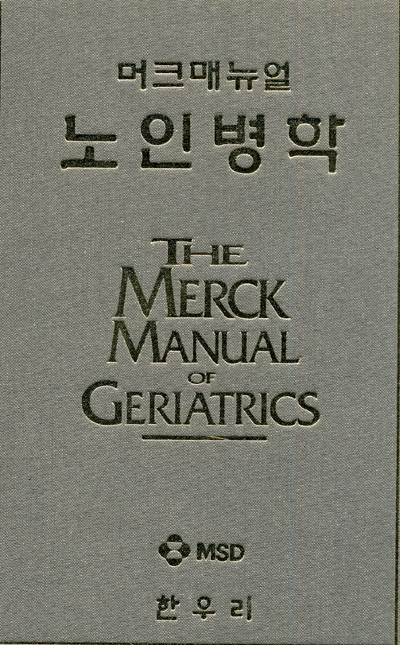 머크매뉴얼
노인병학
THE
MERCK
MANUAL
OF
GERIATRICS
MSD
한우리